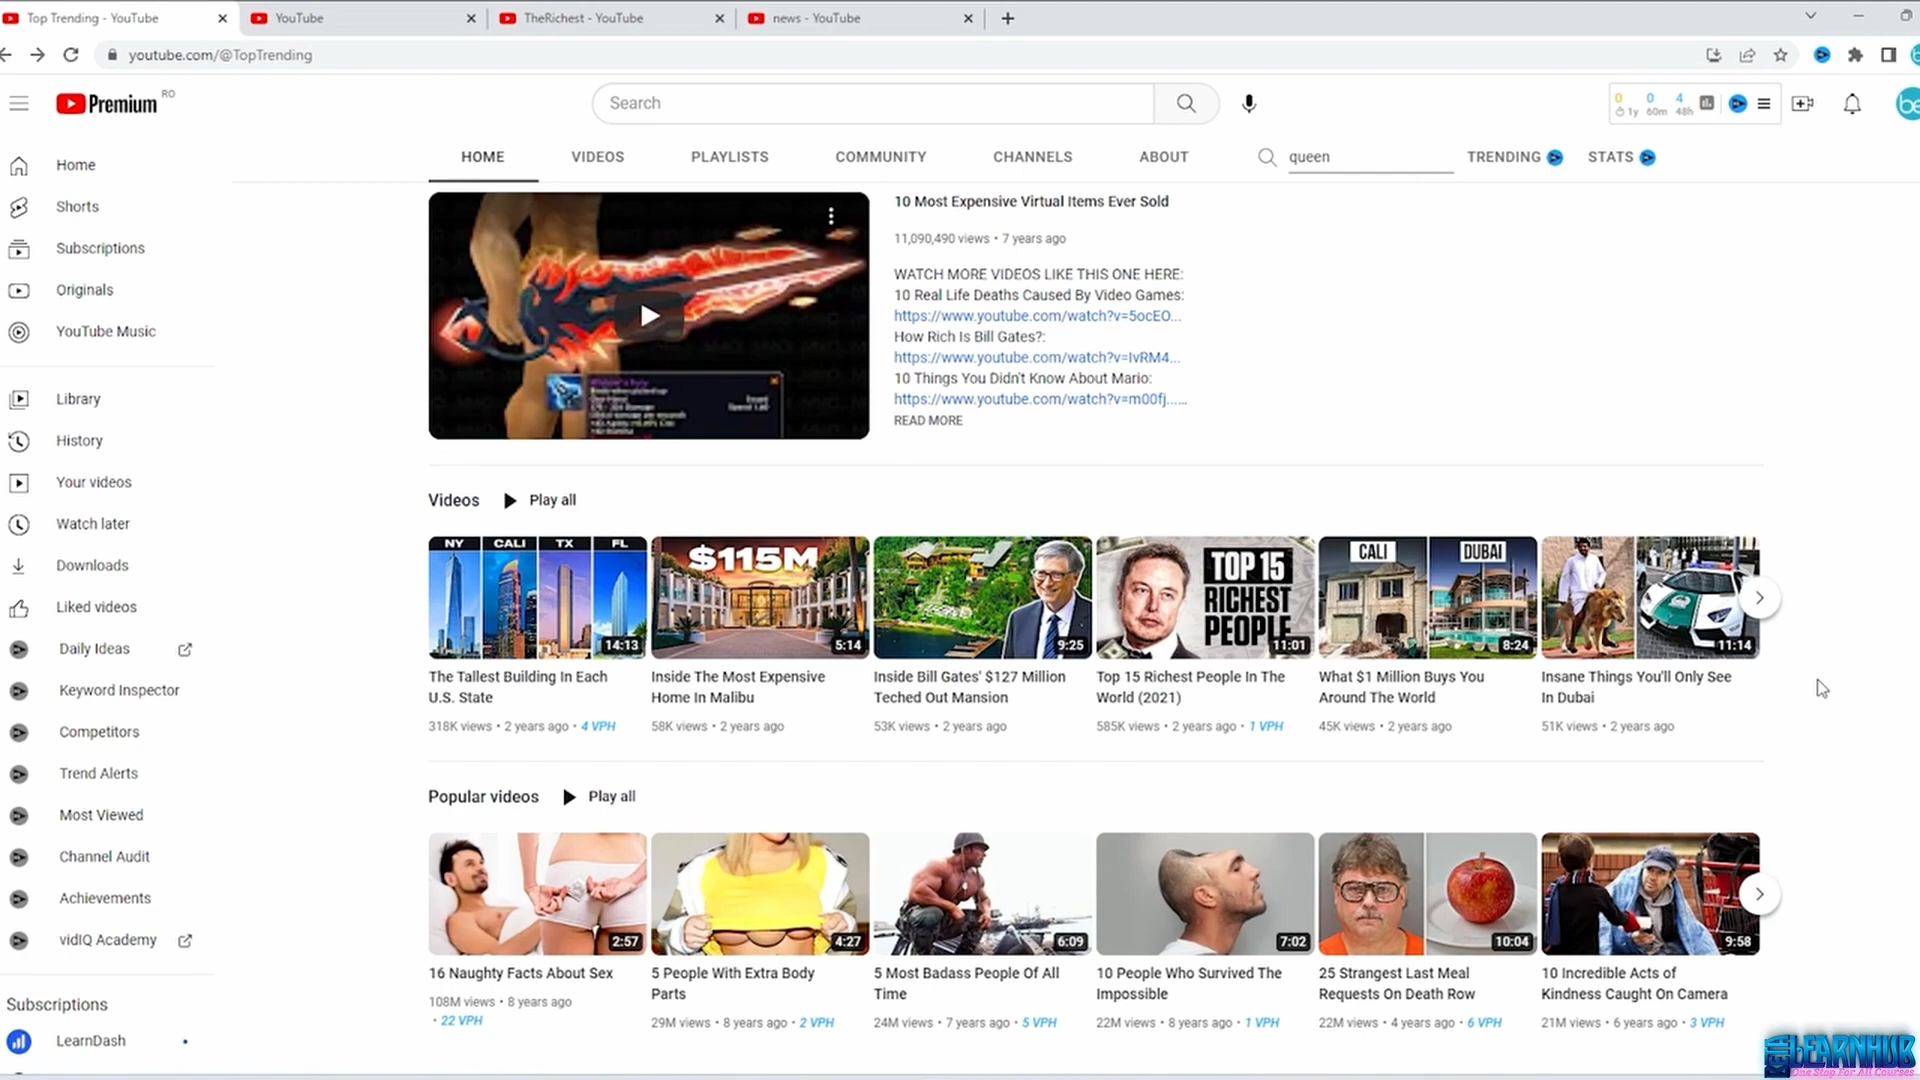 Top Trending - YouTube
YouTube
TheRichest - YouTube
news - YouTube
youtube.com/@TopTrending
Premium RO
Search
0 0 4
1y 60m 48h
HOME VIDEOS PLAYLISTS COMMUNITY CHANNELS ABOUT queen TRENDING STATS
Home
Shorts
Subscriptions
Originals
YouTube Music
Library
History
Your videos
Watch later
Downloads
Liked videos
Daily Ideas
Keyword Inspector
Competitors
Trend Alerts
Most Viewed
Channel Audit
Achievements
vidIQ Academy
Subscriptions
LearnDash
10 Most Expensive Virtual Items Ever Sold
11,090,490 views • 7 years ago
WATCH MORE VIDEOS LIKE THIS ONE HERE:
10 Real Life Deaths Caused By Video Games:
https://www.youtube.com/watch?v=5ocEO...
How Rich Is Bill Gates?:
https://www.youtube.com/watch?v=IvRM4...
10 Things You Didn't Know About Mario:
https://www.youtube.com/watch?v=m00fj......
READ MORE
Videos Play all
NY CALI TX FL
14:13
The Tallest Building In Each
U.S. State
318K views • 2 years ago • 4 VPH
$115M
5:14
Inside The Most Expensive
Home In Malibu
58K views • 2 years ago
9:25
Inside Bill Gates' $127 Million
Teched Out Mansion
53K views • 2 years ago
TOP 15
RICHEST
PEOPLE
11:01
Top 15 Richest People In The
World (2021)
585K views • 2 years ago • 1 VPH
CALI DUBAI
8:24
What $1 Million Buys You
Around The World
45K views • 2 years ago
11:14
Insane Things You'll Only See
In Dubai
51K views • 2 years ago
Popular videos Play all
2:57
16 Naughty Facts About Sex
108M views • 8 years ago
• 22 VPH
4:27
5 People With Extra Body
Parts
29M views • 8 years ago • 2 VPH
6:09
5 Most Badass People Of All
Time
24M views • 7 years ago • 5 VPH
7:02
10 People Who Survived The
Impossible
22M views • 8 years ago • 1 VPH
10:04
25 Strangest Last Meal
Requests On Death Row
22M views • 4 years ago • 6 VPH
9:58
10 Incredible Acts of
Kindness Caught On Camera
21M views • 6 years ago • 3 VPH
BETA LEARNHUB
One Stop For All Courses